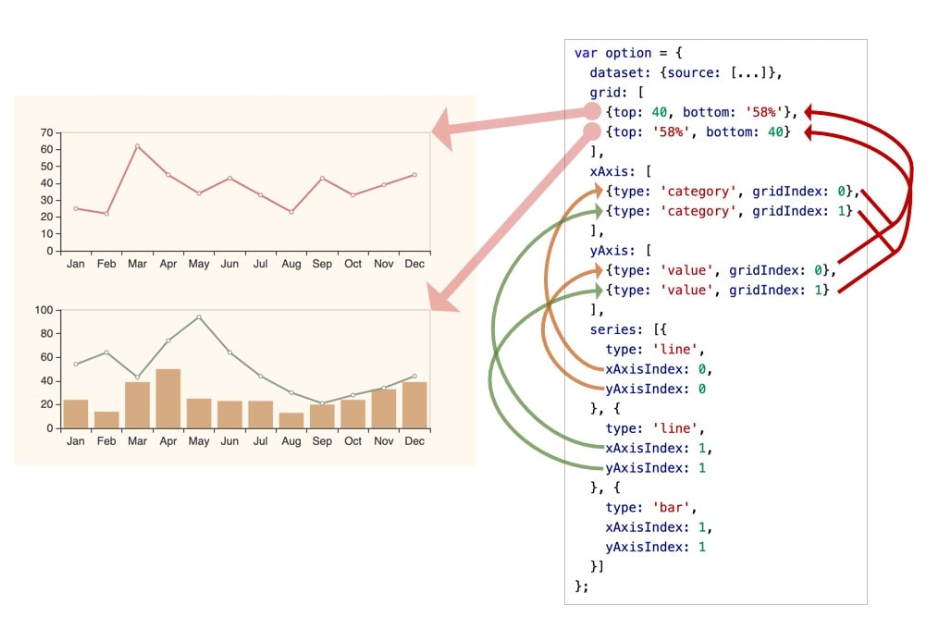 70
60
50
40
30
20
10
0
Jan Feb Mar Apr May Jun Jul Aug Sep Oct Nov Dec
100
80
60
40
20
0
Jan Feb Mar Apr May Jun Jul Aug Sep Oct Nov Dec
var option = {
dataset: {source: [...]},
grid: [
{top: 40, bottom: '58%'},
{top: '58%', bottom: 40}
],
xAxis: [
{type: 'category', gridIndex: 0},
{type: 'category', gridIndex: 1}
],
yAxis: [
{type: 'value', gridIndex: 0},
{type: 'value', gridIndex: 1}
],
series: [{
type: 'line',
xAxisIndex: 0,
yAxisIndex: 0
}, {
type: 'line',
xAxisIndex: 1,
yAxisIndex: 1
}, {
type: 'bar',
xAxisIndex: 1,
yAxisIndex: 1
}]
};